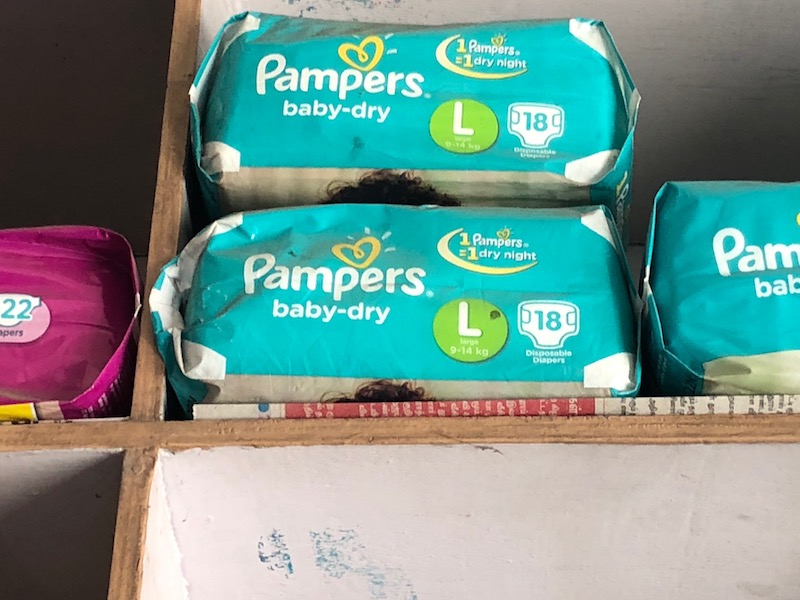 Pampers
baby-dry
1 Pampers
=1 dry night
L
large
9-14 kg
18
Disposable
Diapers
Pampers
baby-dry
1 Pampers
=1 dry night
L
large
9-14 kg
18
Disposable
Diapers
Pam
bab
22
apers